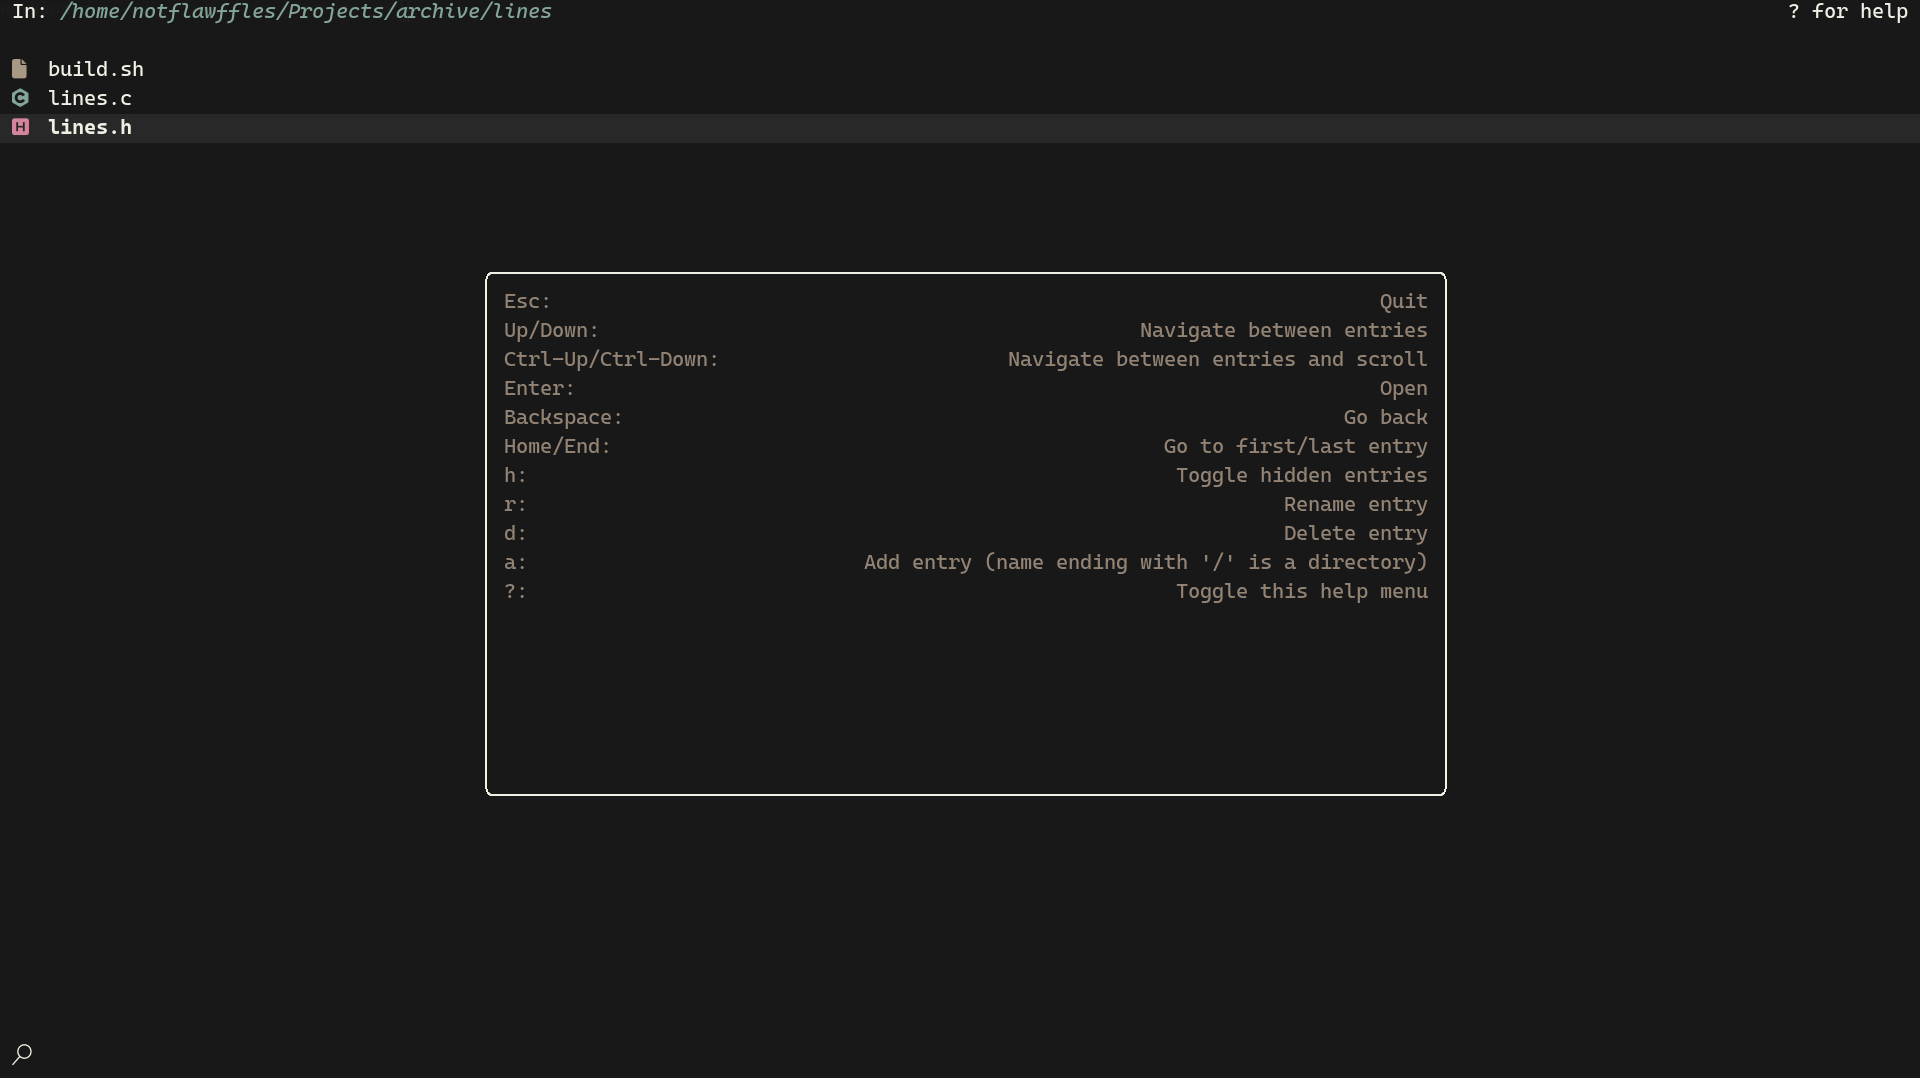 In: /home/notflawffles/Projects/archive/lines ? for help
build.sh
lines.c
lines.h
Esc: Quit
Up/Down: Navigate between entries
Ctrl-Up/Ctrl-Down: Navigate between entries and scroll
Enter: Open
Backspace: Go back
Home/End: Go to first/last entry
h: Toggle hidden entries
r: Rename entry
d: Delete entry
a: Add entry (name ending with '/' is a directory)
?: Toggle this help menu